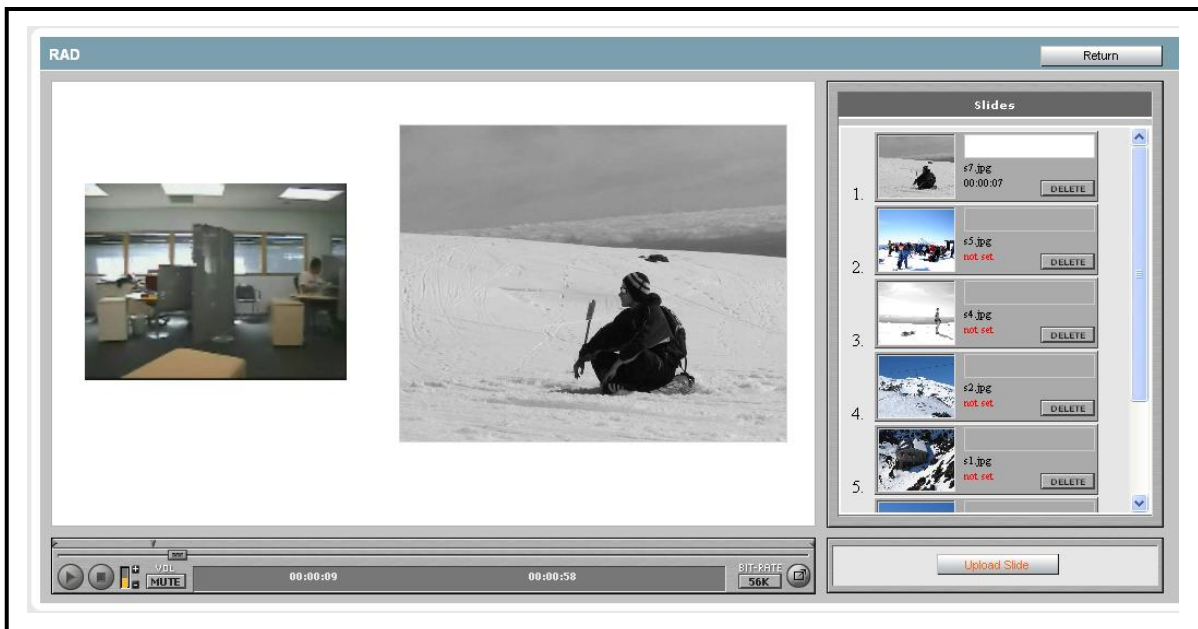 RAD
Return
Slides
1.
s7.jpg
00:00:07
DELETE
2.
s5.jpg
not set
DELETE
3.
s4.jpg
not set
DELETE
4.
s2.jpg
not set
DELETE
5.
s1.jpg
not set
DELETE
VOL
MUTE
00:00:09
00:00:58
BIT-RATE
56K
Upload Slide